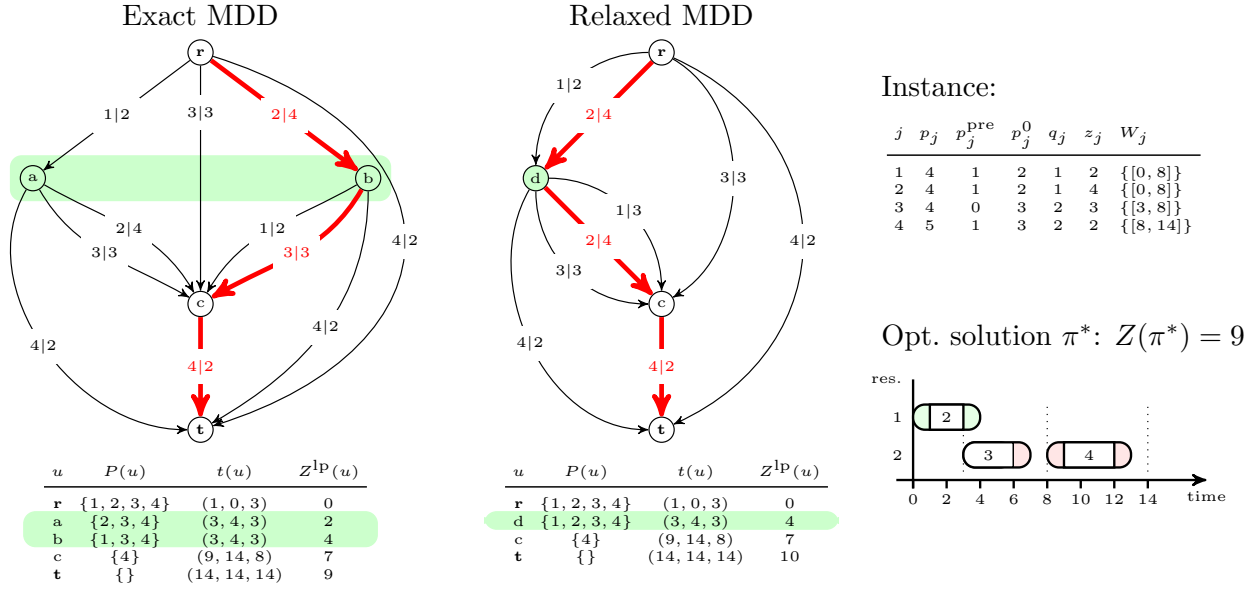 Exact MDD
r
1|2
3|3
2|4
a
b
2|4
3|3
1|2
3|3
4|2
c
4|2
4|2
4|2
t
u P(u) t(u) Z^lp(u)
r {1, 2, 3, 4} (1, 0, 3) 0
a {2, 3, 4} (3, 4, 3) 2
b {1, 3, 4} (3, 4, 3) 4
c {4} (9, 14, 8) 7
t {} (14, 14, 14) 9
Relaxed MDD
r
1|2
2|4
3|3
d
1|3
2|4
3|3
4|2
c
4|2
4|2
t
u P(u) t(u) Z^lp(u)
r {1, 2, 3, 4} (1, 0, 3) 0
d {1, 2, 3, 4} (3, 4, 3) 4
c {4} (9, 14, 8) 7
t {} (14, 14, 14) 10
Instance:
j p_j p_j^pre p_j^0 q_j z_j W_j
1 4 1 2 1 2 {[0, 8]}
2 4 1 2 1 4 {[0, 8]}
3 4 0 3 2 3 {[3, 8]}
4 5 1 3 2 2 {[8, 14]}
Opt. solution π*: Z(π*) = 9
res.
1 2
2 3 4
0 2 4 6 8 10 12 14 time